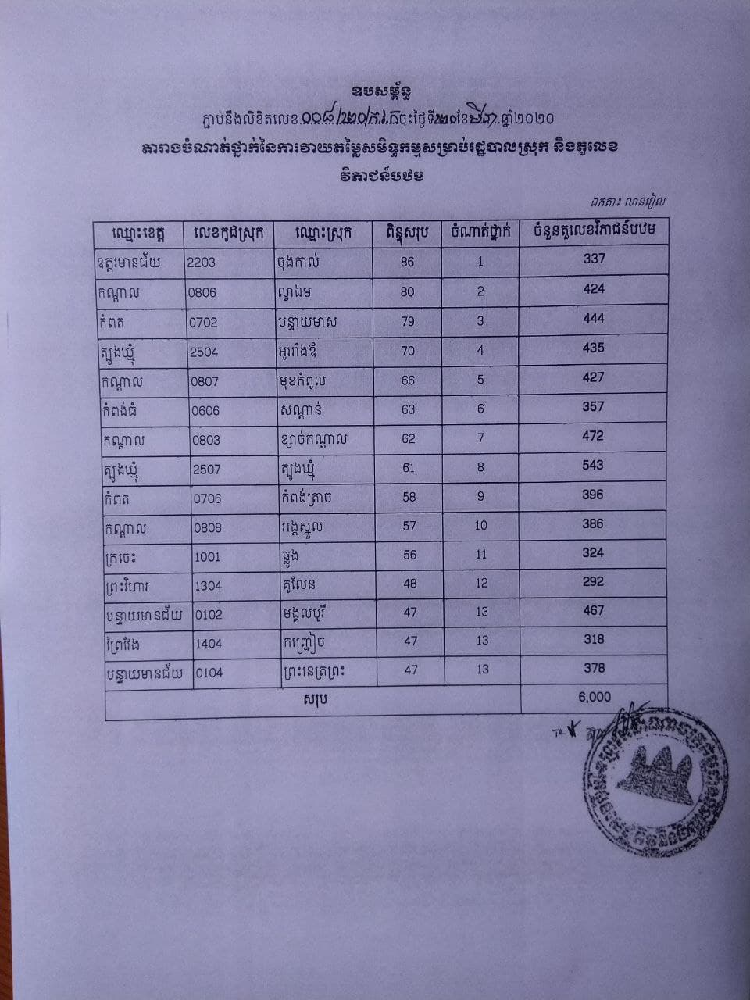 ឧបសម្ព័ន្ធ
ភ្ជាប់នឹងលិខិតលេខ.០០៨/២០/ក.វ.កចុះថ្ងៃទី២០ខែមីនា.ឆ្នាំ២០២០
តារាងចំណាត់ថ្នាក់នៃការវាយតម្លៃសមិទ្ធកម្មសម្រាប់រដ្ឋបាលស្រុក និងតួលេខ
វិភាជន៍បឋម
ឯកតា៖ លានរៀល
ឈ្មោះខេត្ត លេខកូដស្រុក ឈ្មោះស្រុក ពិន្ទុសរុប ចំណាត់ថ្នាក់ ចំនួនតួលេខវិភាជន៍បឋម
ឧត្តរមានជ័យ 2203 ចុងកាល់ 86 1 337
កណ្តាល 0806 ល្វាឯម 80 2 424
កំពត 0702 បន្ទាយមាស 79 3 444
ត្បូងឃ្មុំ 2504 អូររាំងឪ 70 4 435
កណ្តាល 0807 មុខកំពូល 66 5 427
កំពង់ធំ 0606 សណ្តាន់ 63 6 357
កណ្តាល 0803 ខ្សាច់កណ្តាល 62 7 472
ត្បូងឃ្មុំ 2507 ត្បូងឃ្មុំ 61 8 543
កំពត 0706 កំពង់ត្រាច 58 9 396
កណ្តាល 0808 អង្គស្នួល 57 10 386
ក្រចេះ 1001 ឆ្លូង 56 11 324
ព្រះវិហារ 1304 គូលែន 48 12 292
បន្ទាយមានជ័យ 0102 មង្គលបូរី 47 13 467
ព្រៃវែង 1404 កញ្ជ្រៀច 47 13 318
បន្ទាយមានជ័យ 0104 ព្រះនេត្រព្រះ 47 13 378
សរុប 6,000